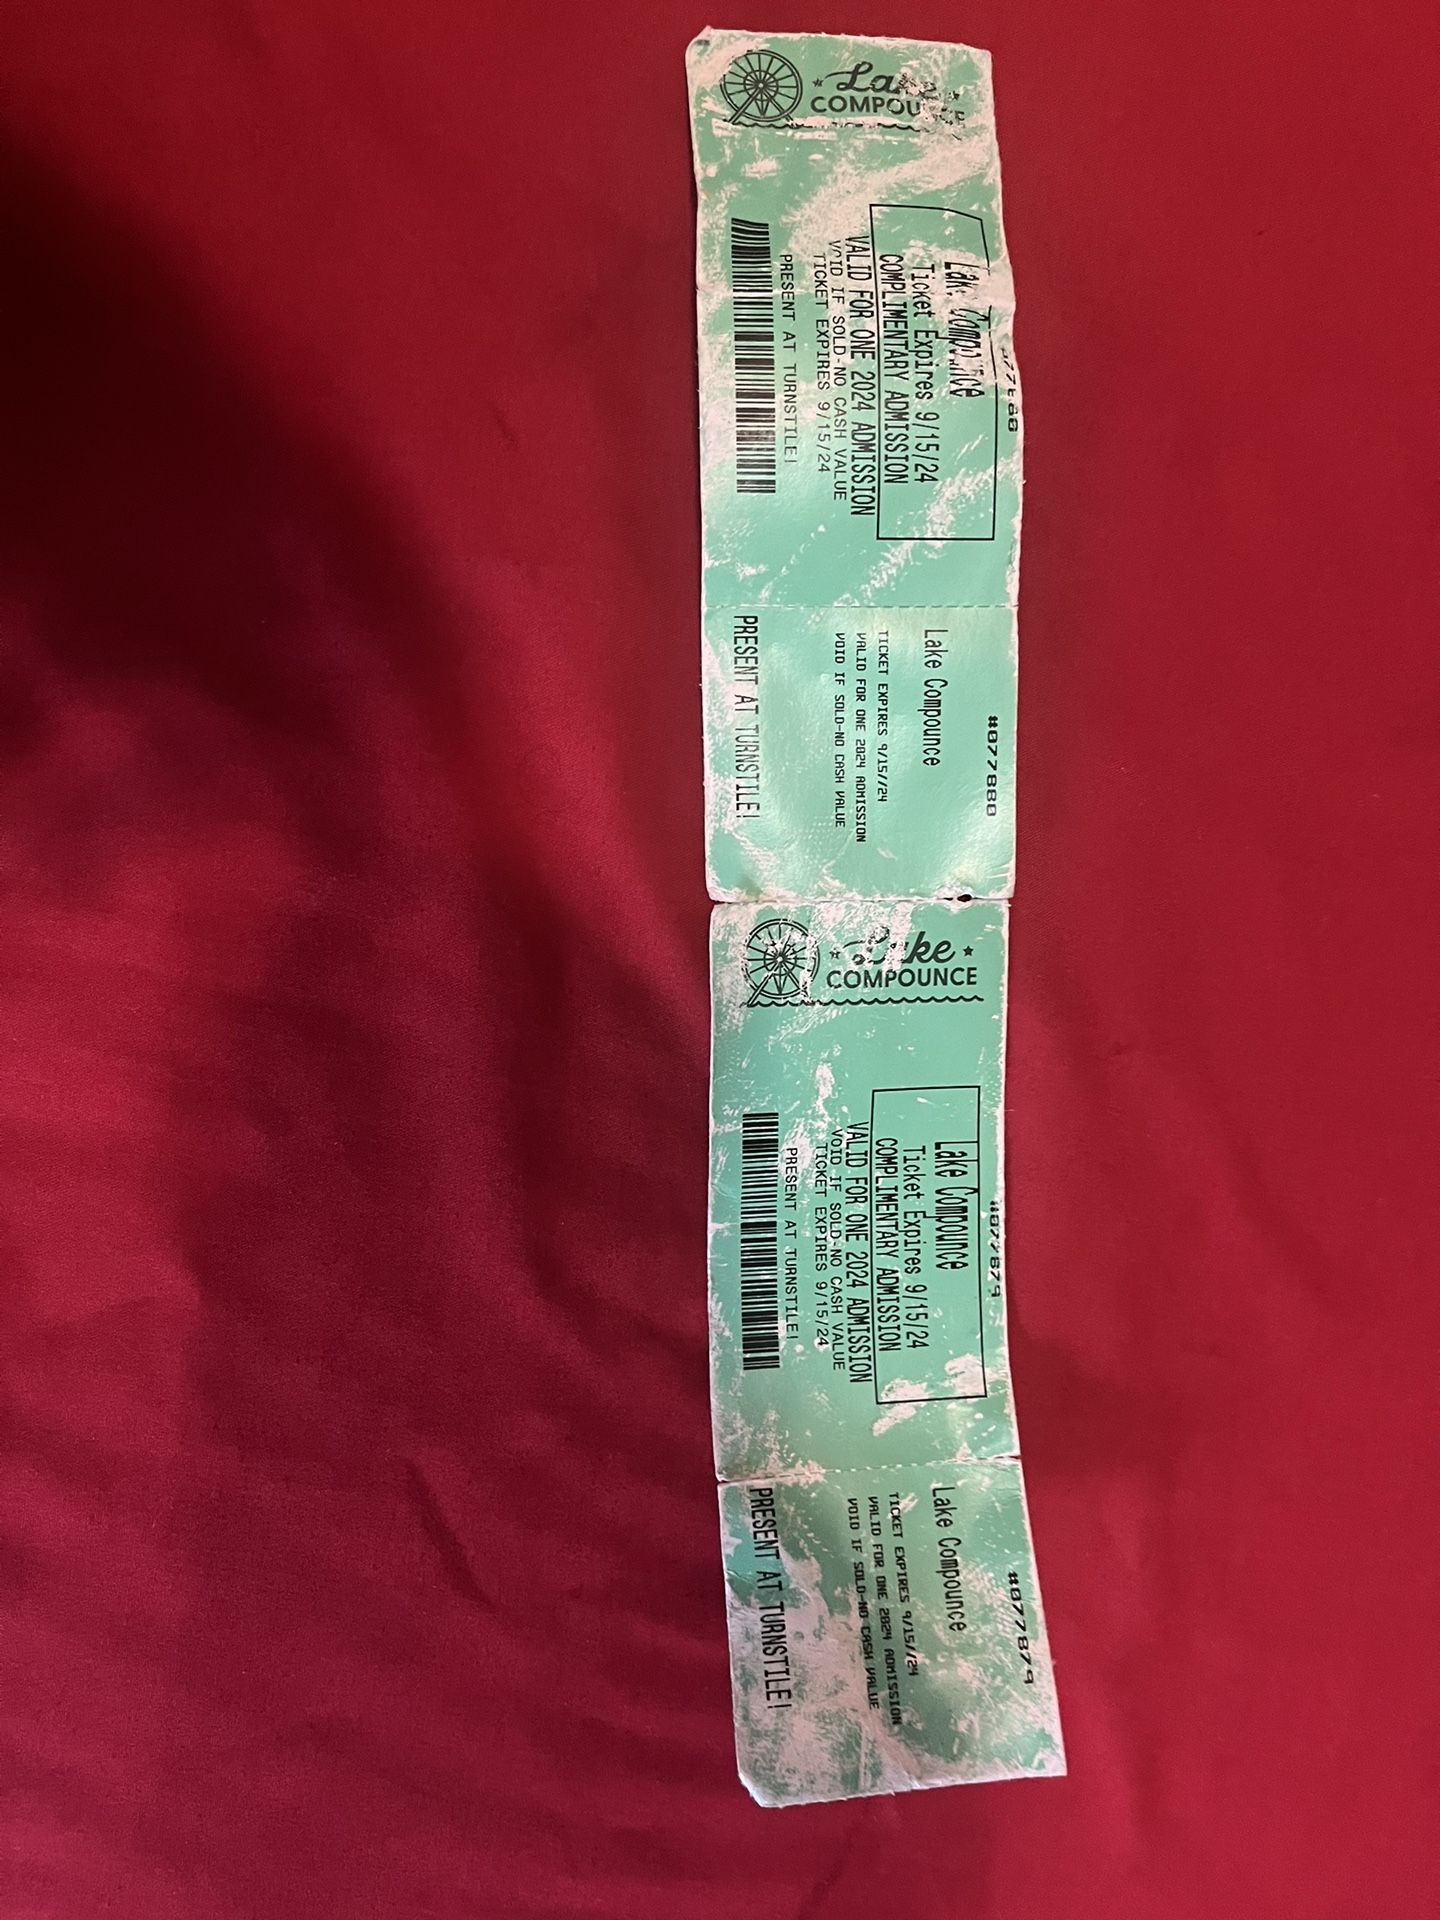 Lake
COMPOUNCE
#077880
Lake Compounce
Ticket Expires 9/15/24
COMPLIMENTARY ADMISSION
VALID FOR ONE 2024 ADMISSION
VOID IF SOLD-NO CASH VALUE
TICKET EXPIRES 9/15/24
PRESENT AT TURNSTILE!
#077880
Lake Compounce
TICKET EXPIRES 9/15//24
VALID FOR ONE 2024 ADMISSION
VOID IF SOLD-NO CASH VALUE
PRESENT AT TURNSTILE!
Lake
COMPOUNCE
#077879
Lake Compounce
Ticket Expires 9/15/24
COMPLIMENTARY ADMISSION
VALID FOR ONE 2024 ADMISSION
VOID IF SOLD-NO CASH VALUE
TICKET EXPIRES 9/15/24
PRESENT AT TURNSTILE!
#077879
Lake Compounce
TICKET EXPIRES 9/15//24
VALID FOR ONE 2024 ADMISSION
VOID IF SOLD-NO CASH VALUE
PRESENT AT TURNSTILE!